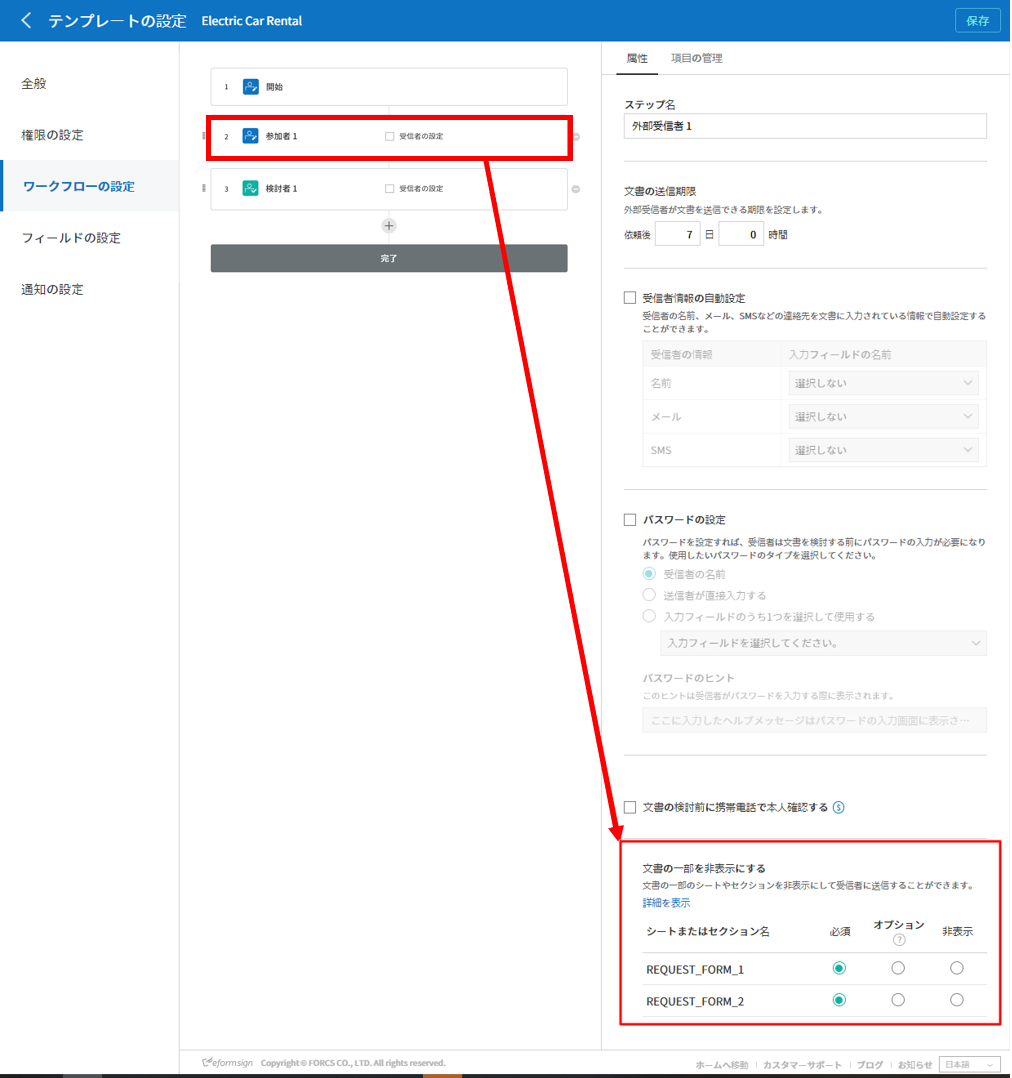 テンプレートの設定 Electric Car Rental 保存
全般
権限の設定
ワークフローの設定
フィールドの設定
通知の設定
1 開始
2 参加者 1 受信者の設定
3 検討者 1 受信者の設定
完了
属性 項目の管理
ステップ名
外部受信者 1
文書の送信期限
外部受信者が文書を送信できる期限を設定します。
依頼後 7 日 0 時間
受信者情報の自動設定
受信者の名前、メール、SMSなどの連絡先を文書に入力されている情報で自動設定する
ことができます。
受信者の情報 入力フィールドの名前
名前 選択しない
メール 選択しない
SMS 選択しない
パスワードの設定
パスワードを設定すれば、受信者は文書を検討する前にパスワードの入力が必要になり
ます。使用したいパスワードのタイプを選択してください。
受信者の名前
送信者が直接入力する
入力フィールドのうち1つを選択して使用する
入力フィールドを選択してください。
パスワードのヒント
このヒントは受信者がパスワードを入力する際に表示されます。
ここに入力したヘルプメッセージはパスワードの入力画面に表示さ…
文書の検討前に携帯電話で本人確認する $
文書の一部を非表示にする
文書の一部のシートやセクションを非表示にして受信者に送信することができます。
詳細を表示
シートまたはセクション名 必須 オプション ? 非表示
REQUEST_FORM_1
REQUEST_FORM_2
eformsign Copyright © FORCS CO., LTD. All rights reserved.
ホームへ移動 | カスタマーサポート | ブログ | お知らせ 日本語